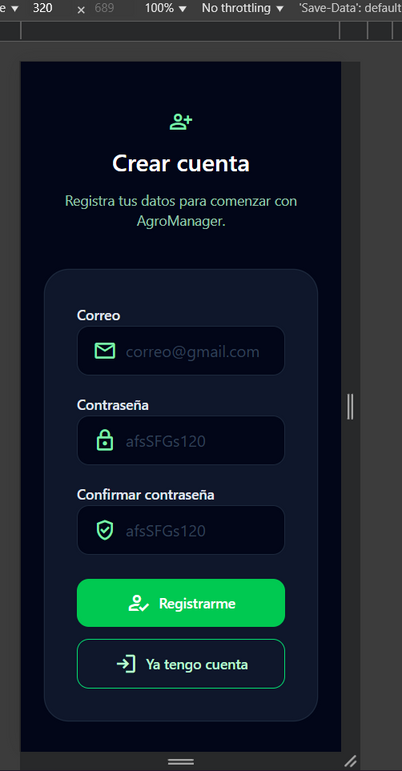 e 320 × 689 100% No throttling 'Save-Data': default
Crear cuenta
Registra tus datos para comenzar con
AgroManager.
Correo
correo@gmail.com
Contraseña
afsSFGs120
Confirmar contraseña
afsSFGs120
Registrarme
Ya tengo cuenta